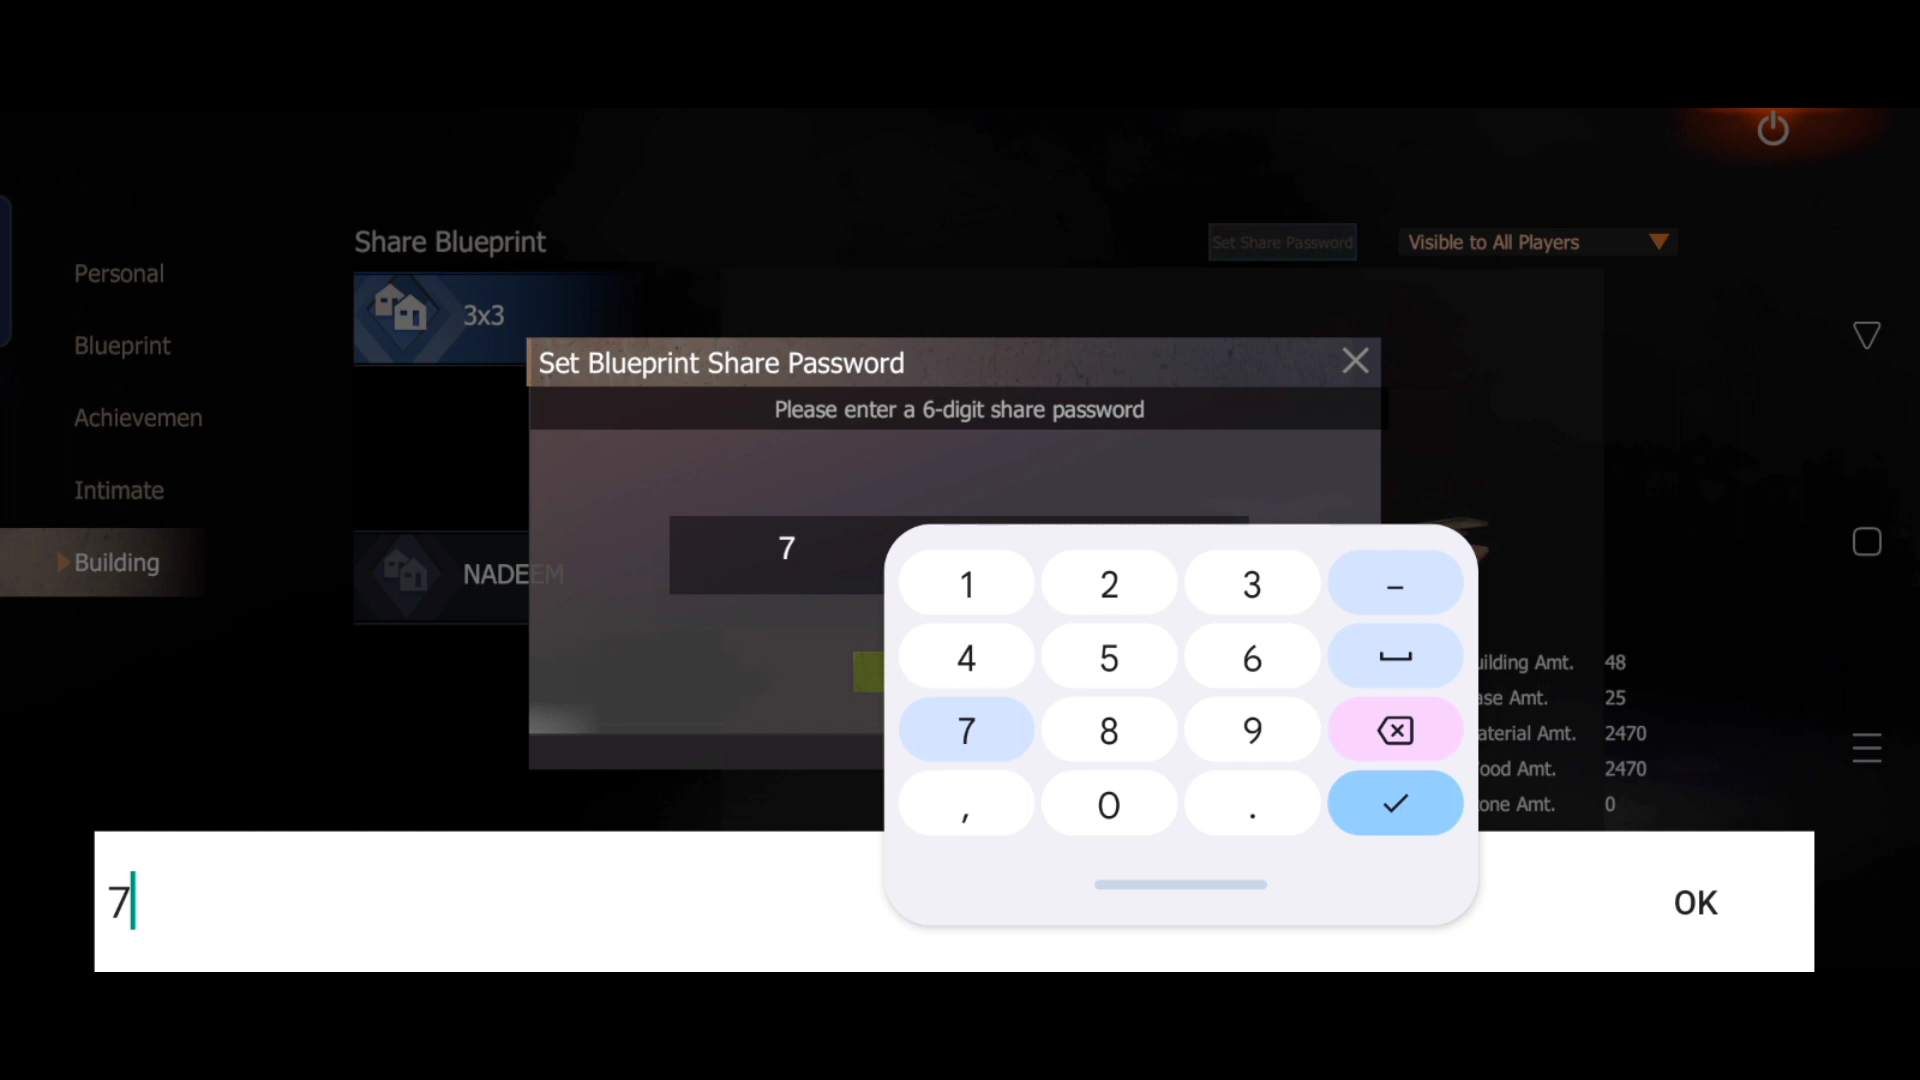 Share Blueprint
Set Share Password
Visible to All Players
Personal
3x3
Blueprint
Set Blueprint Share Password
Please enter a 6-digit share password
Achievemen
Intimate
7
Building
NADEEM
1 2 3 –
4 5 6
7 8 9
, 0 .
uilding Amt. 48
ase Amt. 25
aterial Amt. 2470
ood Amt. 2470
one Amt. 0
7
OK